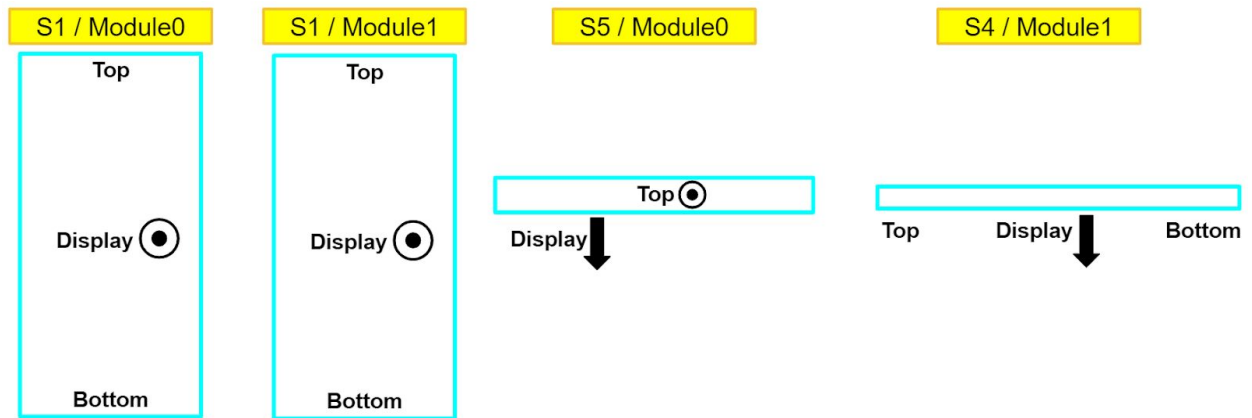 S1 / Module0
S1 / Module1
S5 / Module0
S4 / Module1
Top
Top
Top
Display
Display
Display
Top
Display
Bottom
Bottom
Bottom